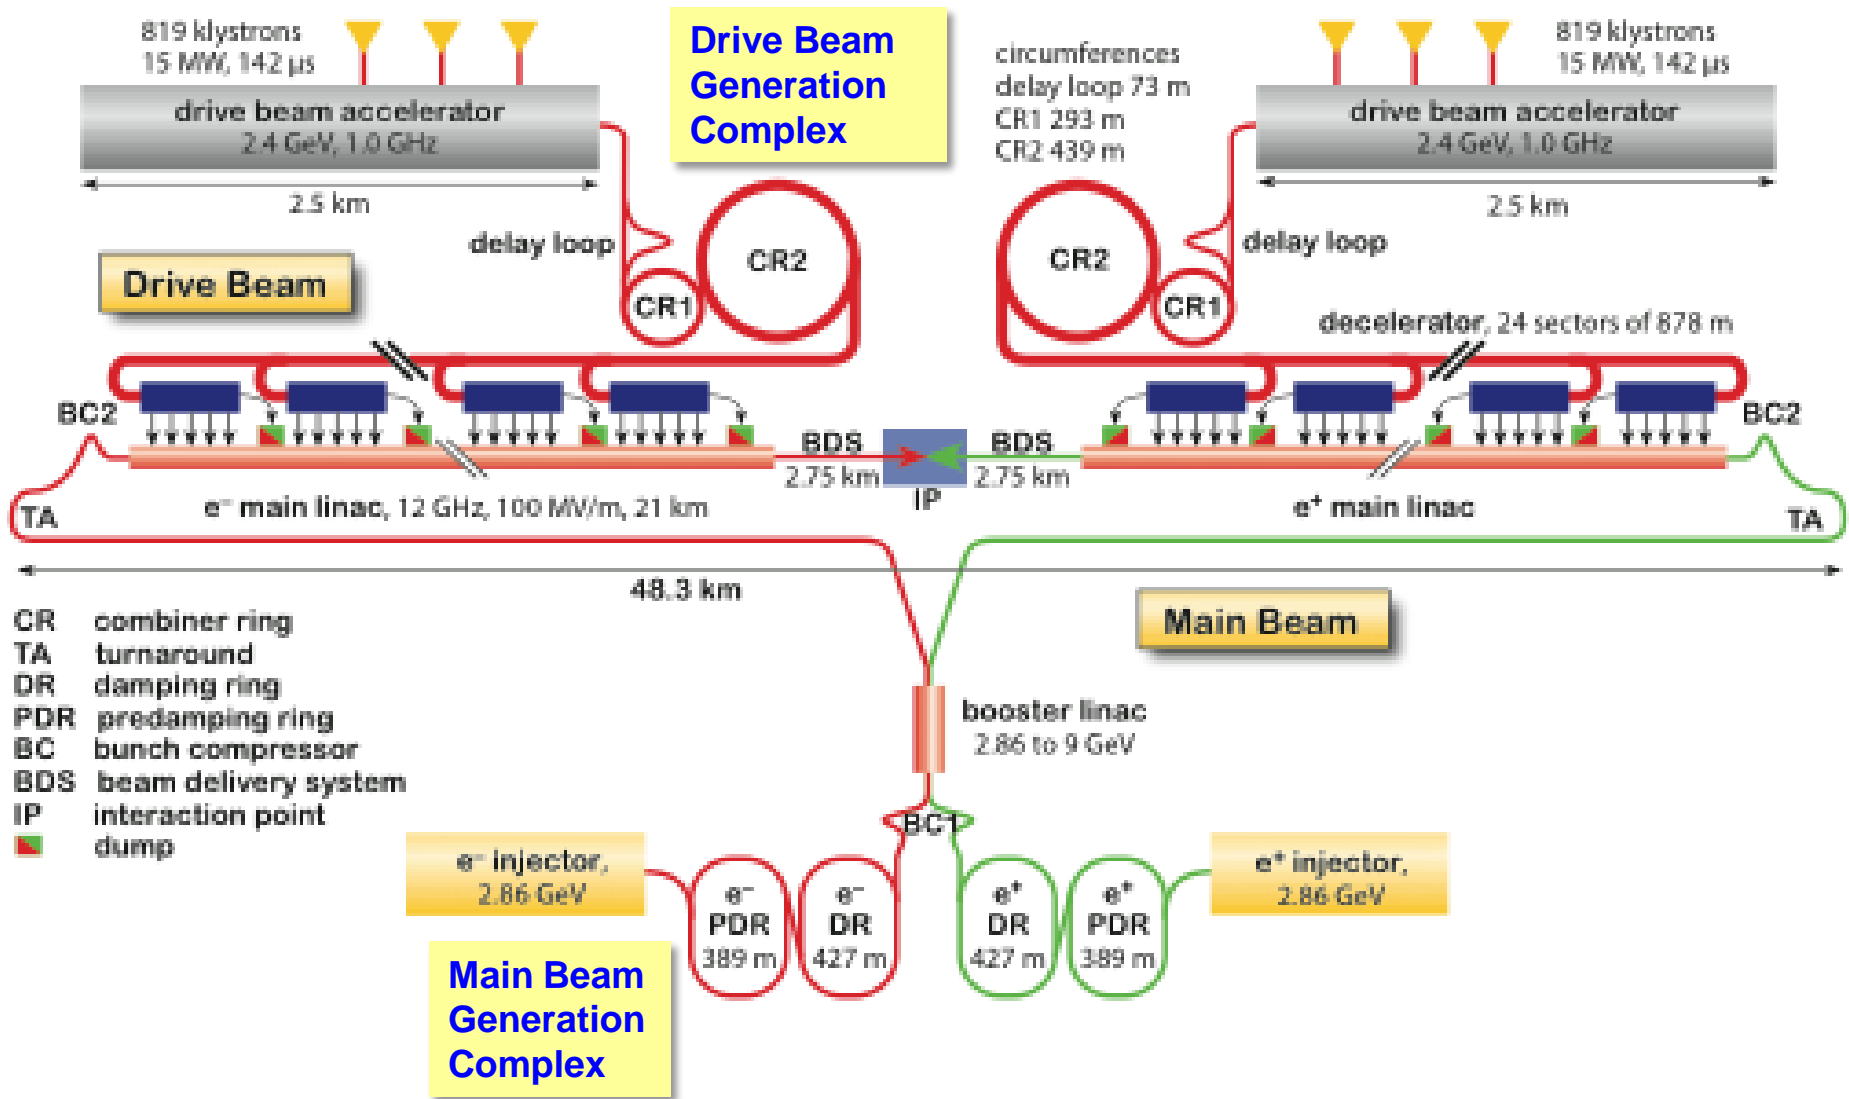 819 klystrons
15 MW, 142 µs
drive beam accelerator
2.4 GeV, 1.0 GHz
2.5 km
Drive Beam
Generation
Complex
circumferences
delay loop 73 m
CR1 293 m
CR2 439 m
819 klystrons
15 MW, 142 µs
drive beam accelerator
2.4 GeV, 1.0 GHz
2.5 km
delay loop
CR2
CR1
CR2
CR1
delay loop
Drive Beam
decelerator, 24 sectors of 878 m
BC2
BC2
BDS
2.75 km
IP
BDS
2.75 km
TA
e⁻ main linac, 12 GHz, 100 MV/m, 21 km
e⁺ main linac
TA
48.3 km
Main Beam
CR combiner ring
TA turnaround
DR damping ring
PDR predamping ring
BC bunch compressor
BDS beam delivery system
IP interaction point
dump
booster linac
2.86 to 9 GeV
BC1
e⁻ injector,
2.86 GeV
e⁻
PDR
389 m
e⁻
DR
427 m
e⁺
DR
427 m
e⁺
PDR
389 m
e⁺ injector,
2.86 GeV
Main Beam
Generation
Complex